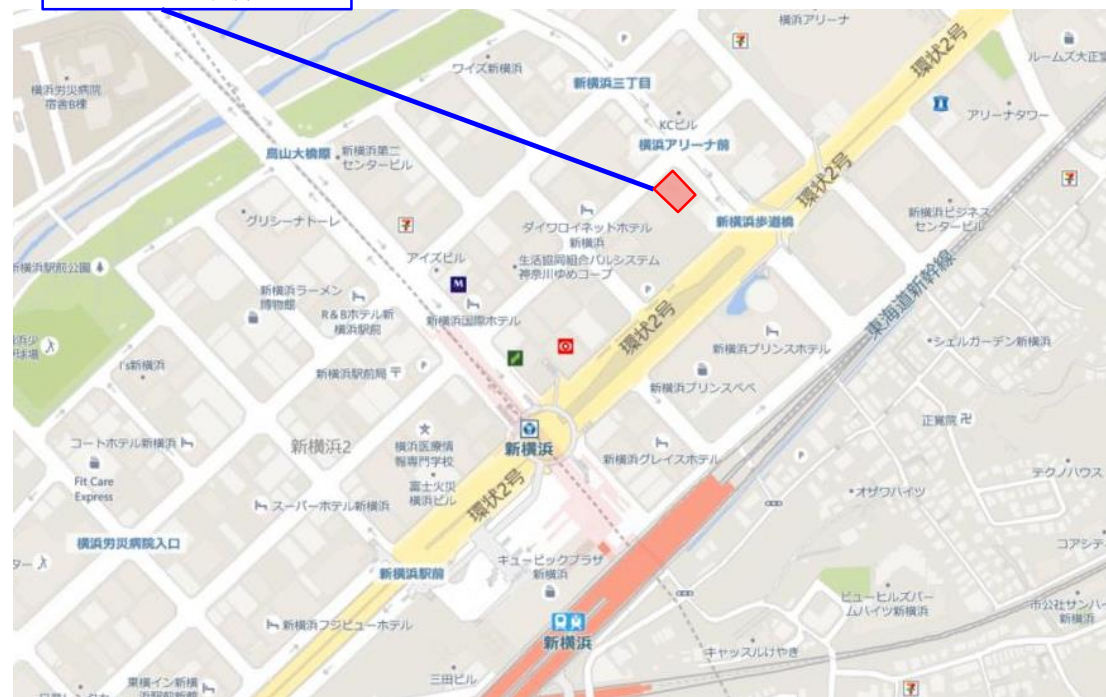 横浜アリーナ
環状2号
ルームズ大正堂
ワイズ新横浜
新横浜三丁目
横浜労災病院
宿舎B棟
アリーナタワー
KCビル
横浜アリーナ前
鳥山大橋際
新横浜第二
センタービル
環状2号
グリシーナトーレ
ダイワロイネットホテル
新横浜
新横浜歩道橋
新横浜ビジネス
センタービル
アイズビル
生活協同組合パルシステム
神奈川ゆめコープ
新横浜駅前公園
M
新横浜ラーメン
博物館
R&Bホテル新
横浜駅前
新横浜国際ホテル
環状2号
東海道新幹線
新横浜プリンスホテル
シェルガーデン新横浜
I's新横浜
新横浜駅前局
新横浜プリンスペペ
正覚院
コートホテル新横浜
新横浜2
横浜医療情
報専門学校
新横浜
新横浜グレイスホテル
テクノハウス
Fit Care
Express
スーパーホテル新横浜
富士火災
横浜ビル
環状2号
オザワハイツ
横浜労災病院入口
新横浜駅前
キュービックプラザ
新横浜
コアシテ
ビューヒルズパー
ムハイツ新横浜
市公社サンハイ
新横浜
新横浜フジビューホテル
新横浜
キャッスルけやき
三田ビル
東横イン新横
浜駅前新館